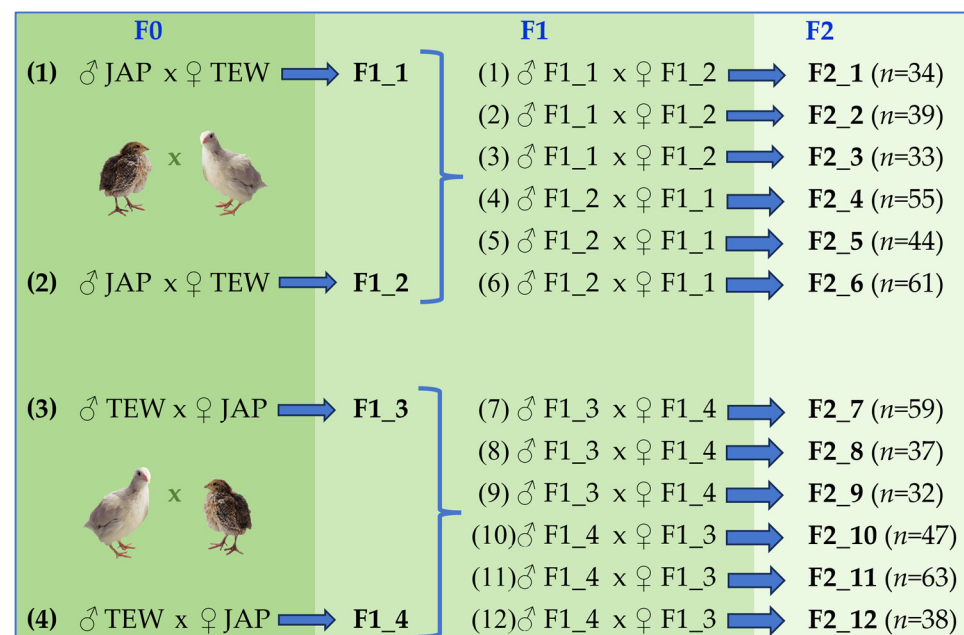 F0 F1 F2
(1) ♂ JAP x ♀ TEW F1_1 (1) ♂ F1_1 x ♀ F1_2 F2_1 (n=34)
(2) ♂ F1_1 x ♀ F1_2 F2_2 (n=39)
x (3) ♂ F1_1 x ♀ F1_2 F2_3 (n=33)
(4) ♂ F1_2 x ♀ F1_1 F2_4 (n=55)
(5) ♂ F1_2 x ♀ F1_1 F2_5 (n=44)
(2) ♂ JAP x ♀ TEW F1_2 (6) ♂ F1_2 x ♀ F1_1 F2_6 (n=61)
(3) ♂ TEW x ♀ JAP F1_3 (7) ♂ F1_3 x ♀ F1_4 F2_7 (n=59)
(8) ♂ F1_3 x ♀ F1_4 F2_8 (n=37)
x (9) ♂ F1_3 x ♀ F1_4 F2_9 (n=32)
(10)♂ F1_4 x ♀ F1_3 F2_10 (n=47)
(11)♂ F1_4 x ♀ F1_3 F2_11 (n=63)
(4) ♂ TEW x ♀ JAP F1_4 (12)♂ F1_4 x ♀ F1_3 F2_12 (n=38)